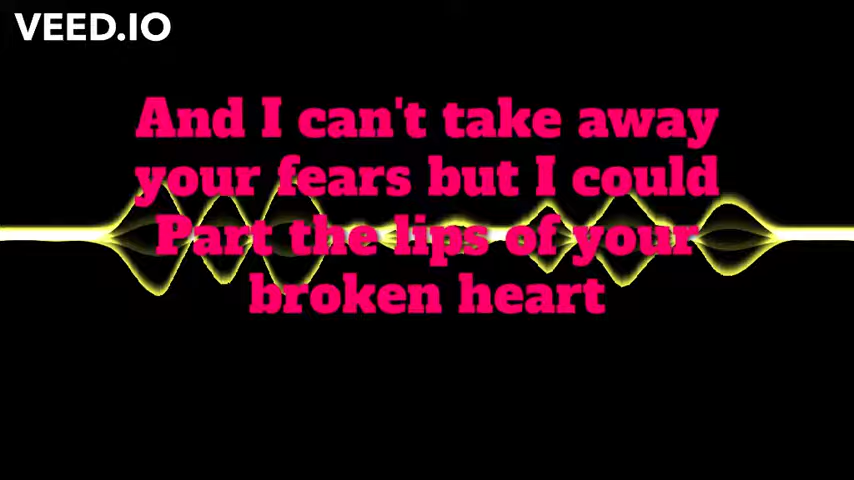 VEED.IO
And I can't take away
your fears but I could
Part the lips of your
broken heart